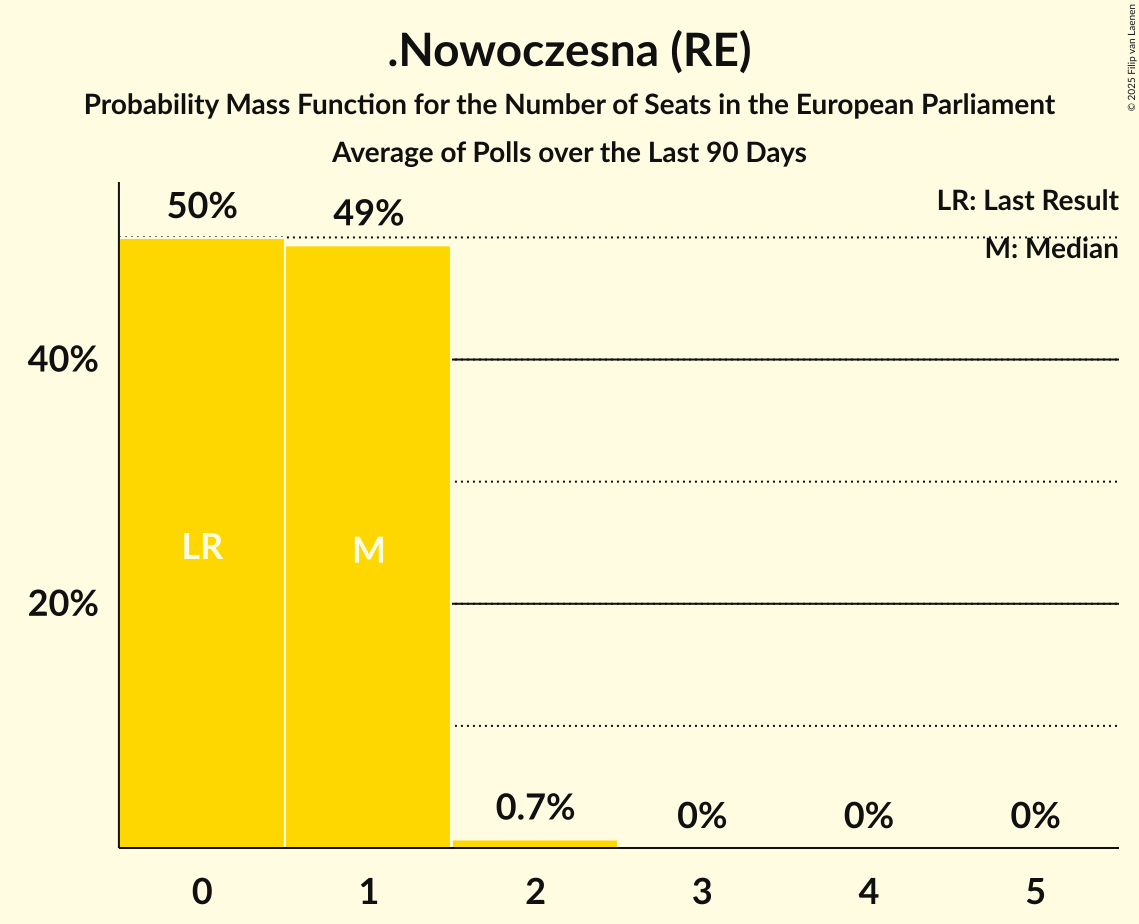 .Nowoczesna (RE)
Probability Mass Function for the Number of Seats in the European Parliament
Average of Polls over the Last 90 Days
© 2025 Filip van Laenen
LR: Last Result
M: Median
50%
49%
40%
20%
LR
M
0.7%
0%
0%
0%
0
1
2
3
4
5